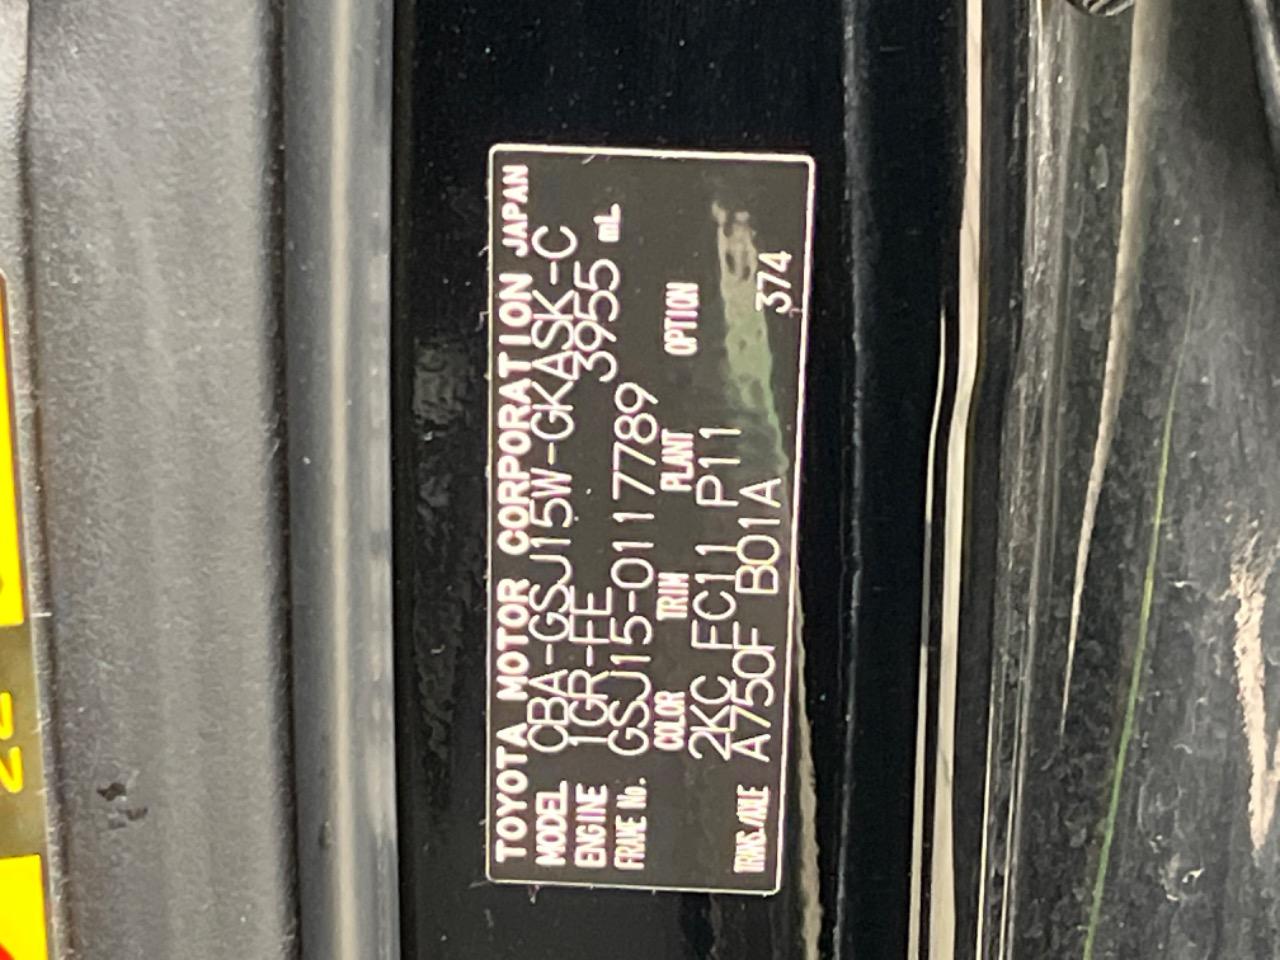 TOYOTA MOTOR CORPORATION JAPAN
MODEL CBA-GSJ15W-GKASK-C
ENGINE 1GR-FE 3955 mL
FRAME No. GSJ15-0117789
COLOR TRIM PLANT OPTION
2KC FC11 P11
TRANS./AXLE A750F B01A 374